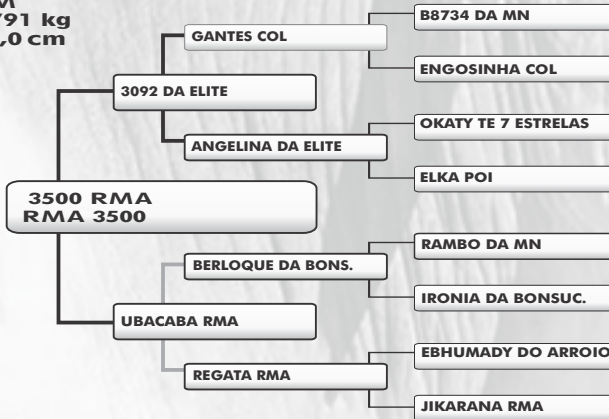 791 kg
,0 cm
B8734 DA MN
GANTES COL
ENGOSINHA COL
3092 DA ELITE
OKATY TE 7 ESTRELAS
ANGELINA DA ELITE
ELKA POI
3500 RMA
RMA 3500
RAMBO DA MN
BERLOQUE DA BONS.
IRONIA DA BONSUC.
UBACABA RMA
EBHUMADY DO ARROIO
REGATA RMA
JIKARANA RMA